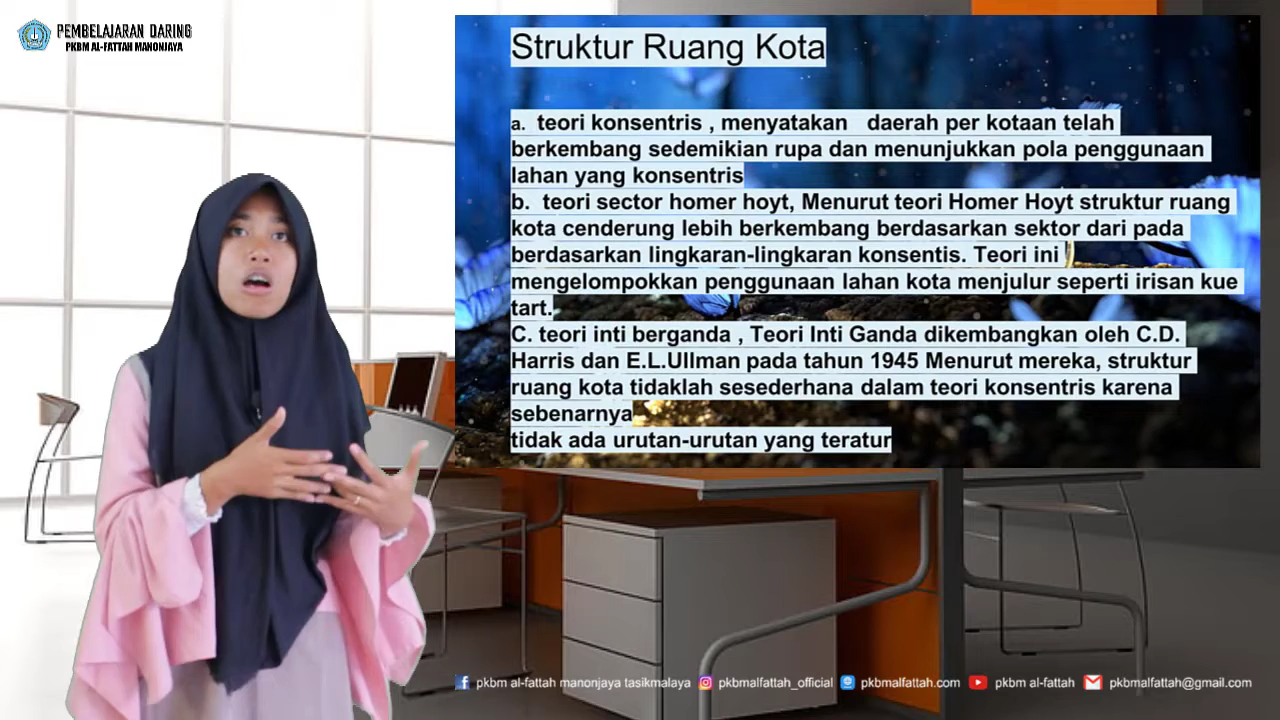 PEMBELAJARAN DARING
PKBM AL-FATTAH MANONJAYA
Struktur Ruang Kota
a. teori konsentris , menyatakan daerah per kotaan telah
berkembang sedemikian rupa dan menunjukkan pola penggunaan
lahan yang konsentris
b. teori sector homer hoyt, Menurut teori Homer Hoyt struktur ruang
kota cenderung lebih berkembang berdasarkan sektor dari pada
berdasarkan lingkaran-lingkaran konsentis. Teori ini
mengelompokkan penggunaan lahan kota menjulur seperti irisan kue
tart.
C. teori inti berganda , Teori Inti Ganda dikembangkan oleh C.D.
Harris dan E.L.Ullman pada tahun 1945 Menurut mereka, struktur
ruang kota tidaklah sesederhana dalam teori konsentris karena
sebenarnya
tidak ada urutan-urutan yang teratur
pkbm al-fattah manonjaya tasikmalaya pkbmalfattah_official pkbmalfattah.com pkbm al-fattah pkbmalfattah@gmail.com